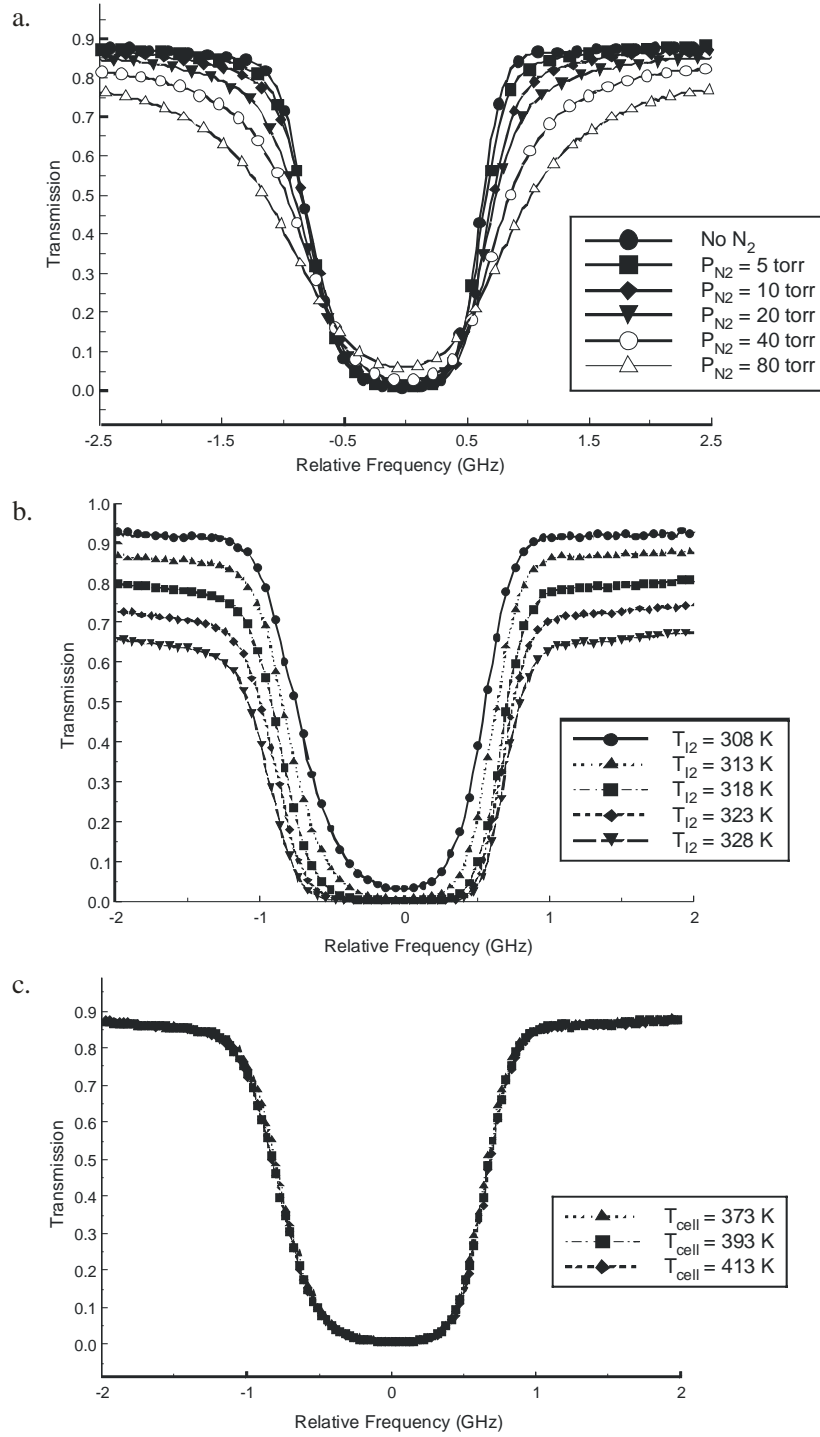 a.
0.9
0.8
0.7
0.6
0.5
0.4
0.3
0.2
0.1
0.0
Transmission
-2.5
-1.5
-0.5
0.5
1.5
2.5
Relative Frequency (GHz)
No N2
PN2 = 5 torr
PN2 = 10 torr
PN2 = 20 torr
PN2 = 40 torr
PN2 = 80 torr
b.
1.0
0.9
0.8
0.7
0.6
0.5
0.4
0.3
0.2
0.1
0.0
Transmission
-2
-1
0
1
2
Relative Frequency (GHz)
TI2 = 308 K
TI2 = 313 K
TI2 = 318 K
TI2 = 323 K
TI2 = 328 K
c.
0.9
0.8
0.7
0.6
0.5
0.4
0.3
0.2
0.1
0.0
Transmission
-2
-1
0
1
2
Relative Frequency (GHz)
Tcell = 373 K
Tcell = 393 K
Tcell = 413 K